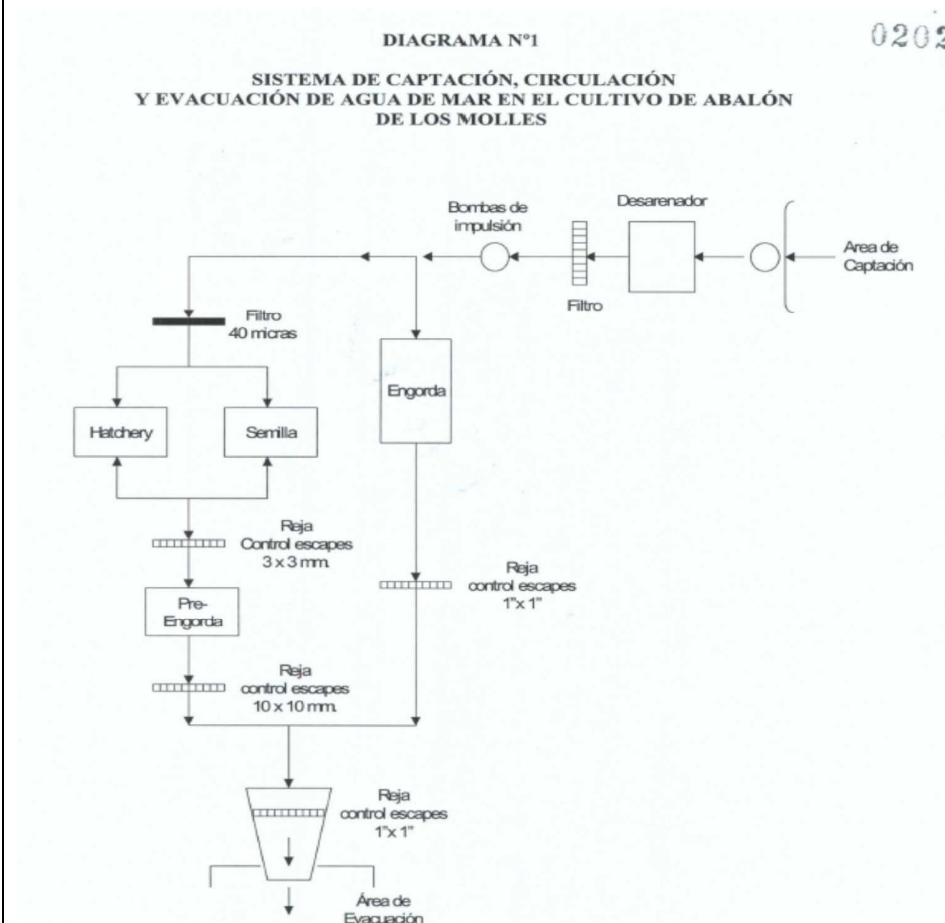 DIAGRAMA Nº1
0202
SISTEMA DE CAPTACIÓN, CIRCULACIÓN
Y EVACUACIÓN DE AGUA DE MAR EN EL CULTIVO DE ABALÓN
DE LOS MOLLES
Bombas de
impulsión
Desarenador
Area de
Captación
Filtro
Filtro
40 micras
Engorda
Hatchery
Semilla
Reja
Control escapes
3 x 3 mm.
Reja
control escapes
1"x 1"
Pre-
Engorda
Reja
control escapes
10 x 10 mm.
Reja
control escapes
1"x 1"
Área de
Evacuación